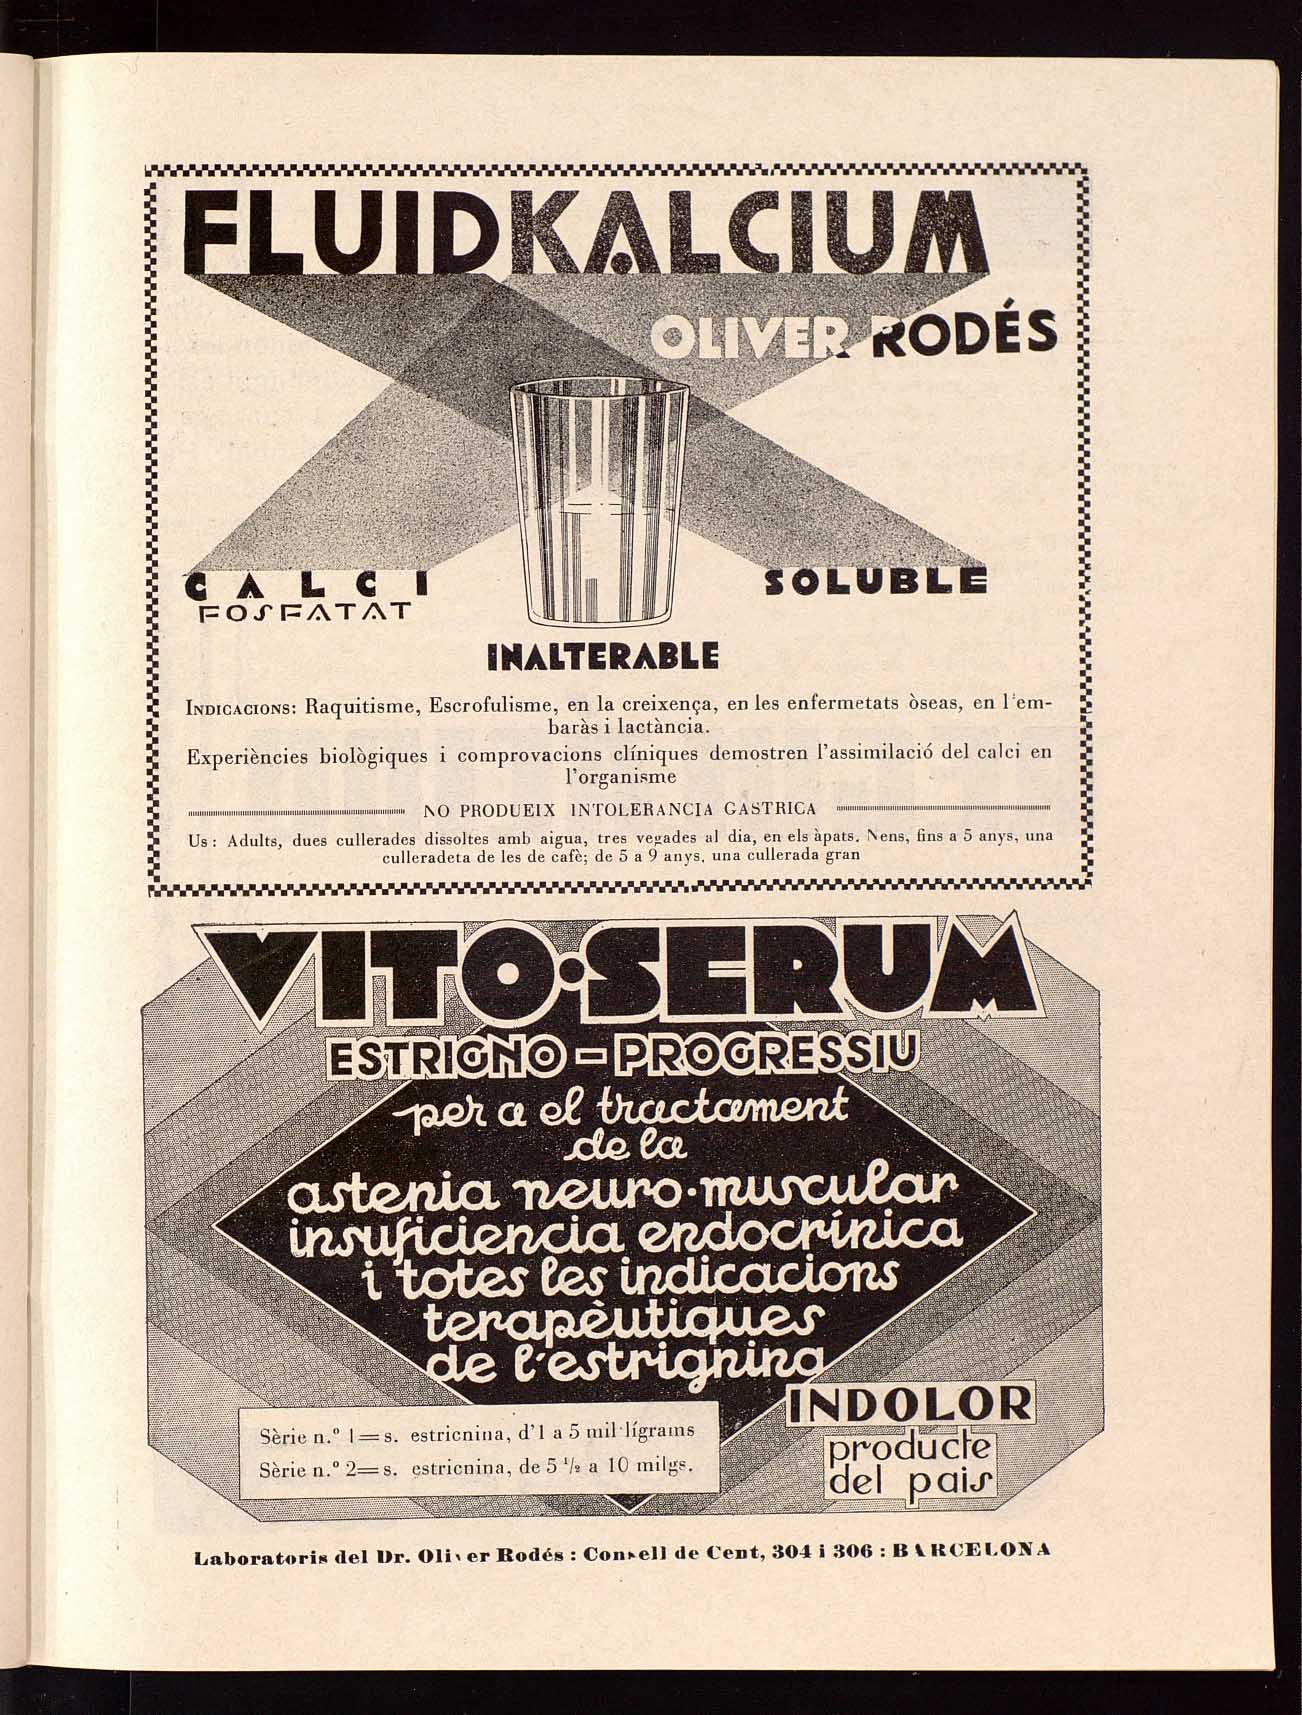 FLUIDKALCIUM
OLIVER RODÉS
CALCI
FOSFATAT
SOLUBLE
INALTERABLE
INDICACIONS: Raquitisme, Escrofulisme, en la creixença, en les enfermetats òseas, en l'em-
baràs i lactància.
Experiències biològiques i comprovacions clíniques demostren l'assimilació del calci en
l'organisme
NO PRODUEIX INTOLERANCIA GASTRICA
Us: Adults, dues cullerades dissoltes amb aigua, tres vegades al dia, en els àpats. Nens, fins a 5 anys, una
culleradeta de les de cafè; de 5 a 9 anys, una cullerada gran
VITO·SERUM
ESTRIGNO-PROGRESSIU
per a el tractament
de la
astenia neuro-muscular
insuficiencia endocrínica
i totes les indicacions
terapèutiques
de l'estrignina
INDOLOR
producte
del pais
Sèrie n.º 1=s. estricnina, d'1 a 5 mil·lígrams
Sèrie n.º 2=s. estricnina, de 5 ½ a 10 milgs.
Laboratoris del Dr. Oliver Rodés : Consell de Cent, 304 i 306 : BARCELONA